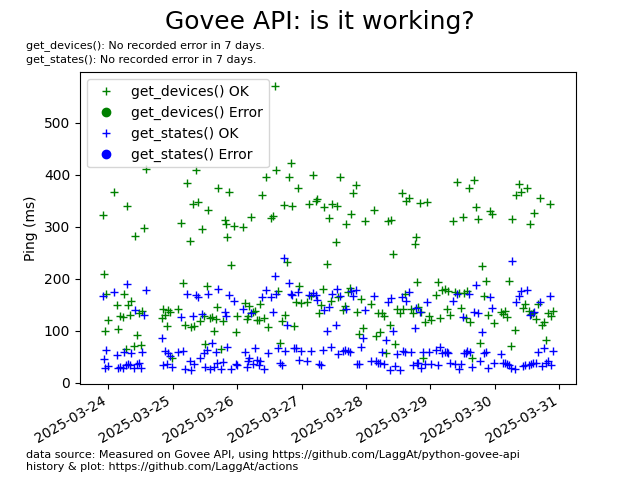 Govee API: is it working?
get_devices(): No recorded error in 7 days.
get_states(): No recorded error in 7 days.
get_devices() OK
get_devices() Error
get_states() OK
get_states() Error
Ping (ms)
500
400
300
200
100
0
2025-03-24
2025-03-25
2025-03-26
2025-03-27
2025-03-28
2025-03-29
2025-03-30
2025-03-31
data source: Measured on Govee API, using https://github.com/LaggAt/python-govee-api
history & plot: https://github.com/LaggAt/actions